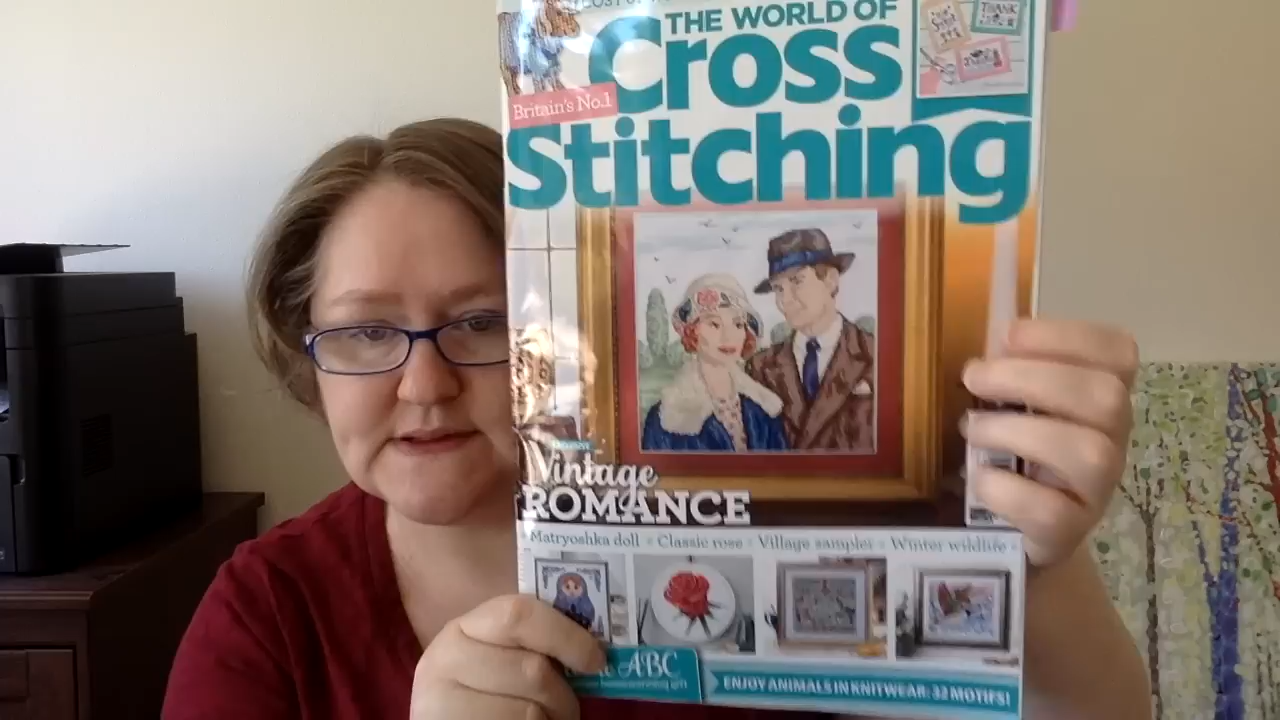 THE WORLD OF
Cross
Britain's No.1
Stitching
THANK
Vintage
ROMANCE
Matryoshka doll • Classic rose • Village sampler • Winter wildlife
ABC
ENJOY ANIMALS IN KNITWEAR: 32 MOTIFS!